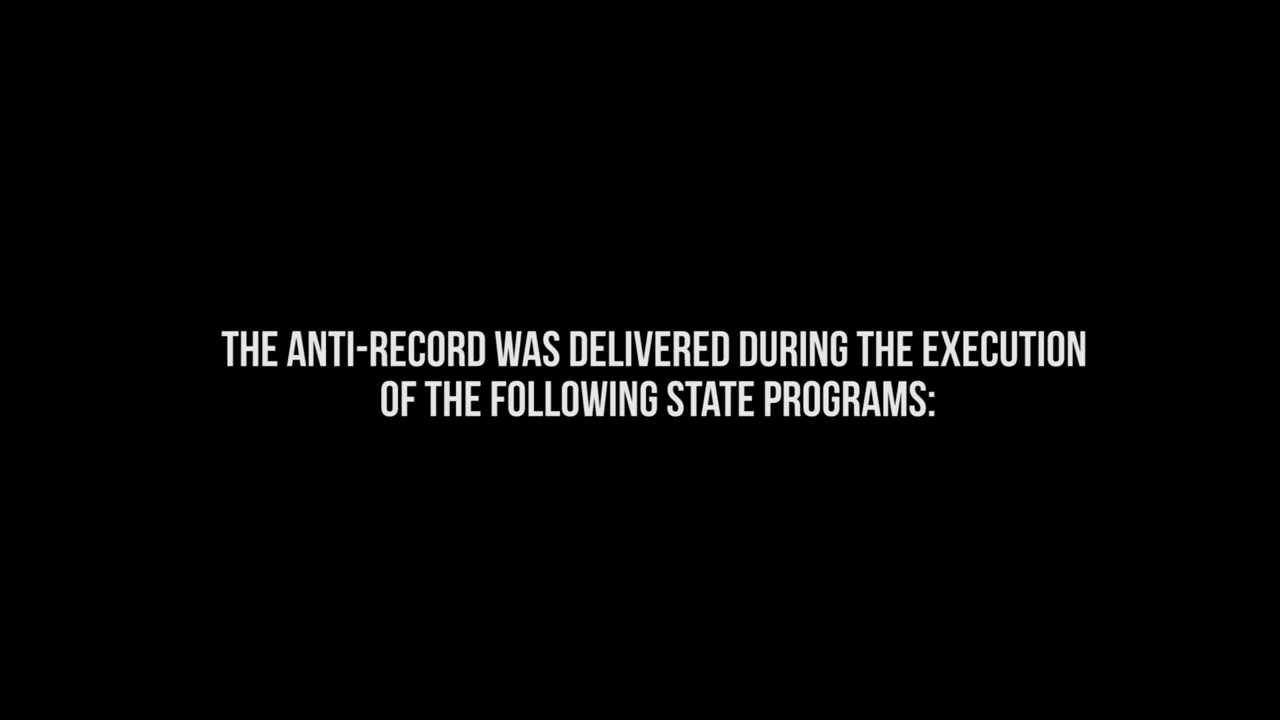 THE ANTI-RECORD WAS DELIVERED DURING THE EXECUTION
OF THE FOLLOWING STATE PROGRAMS: